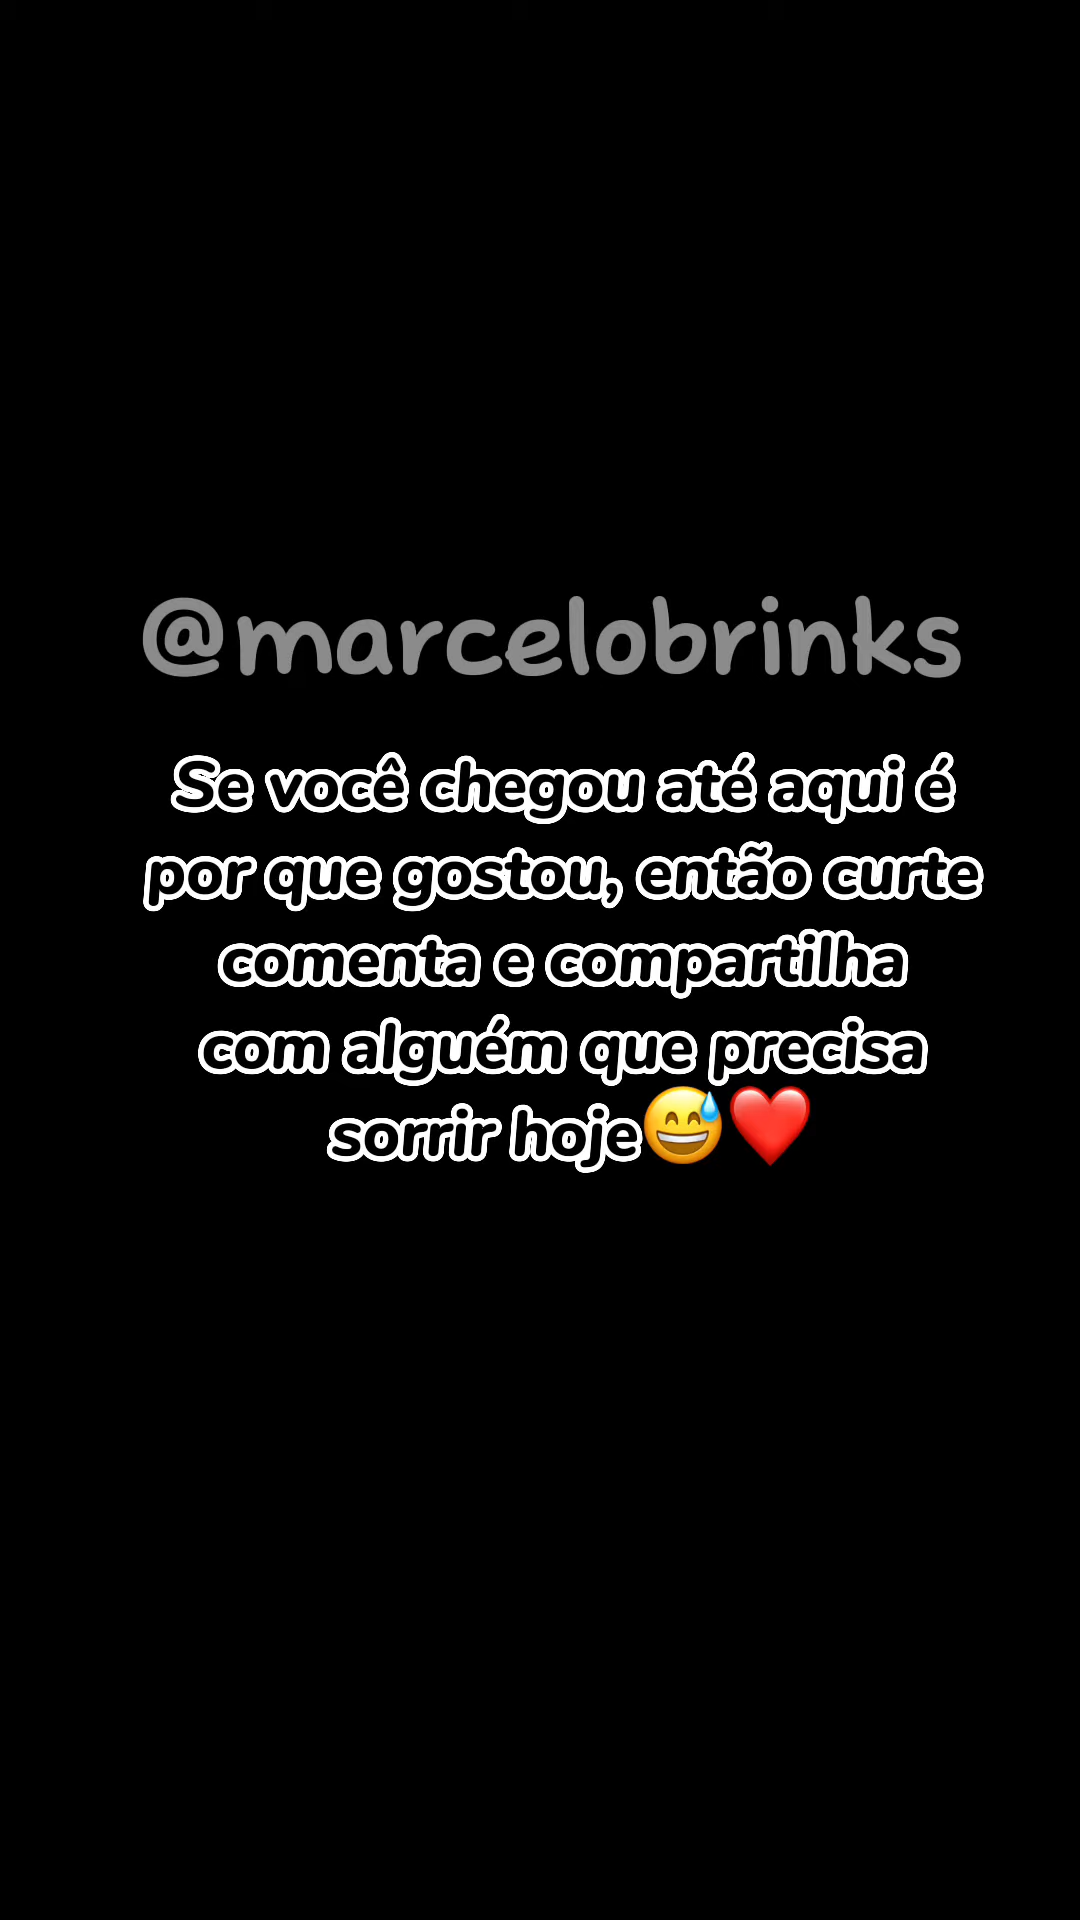 @marcelobrinks
Se você chegou até aqui é
por que gostou, então curte
comenta e compartilha
com alguém que precisa
sorrir hoje😅❤️